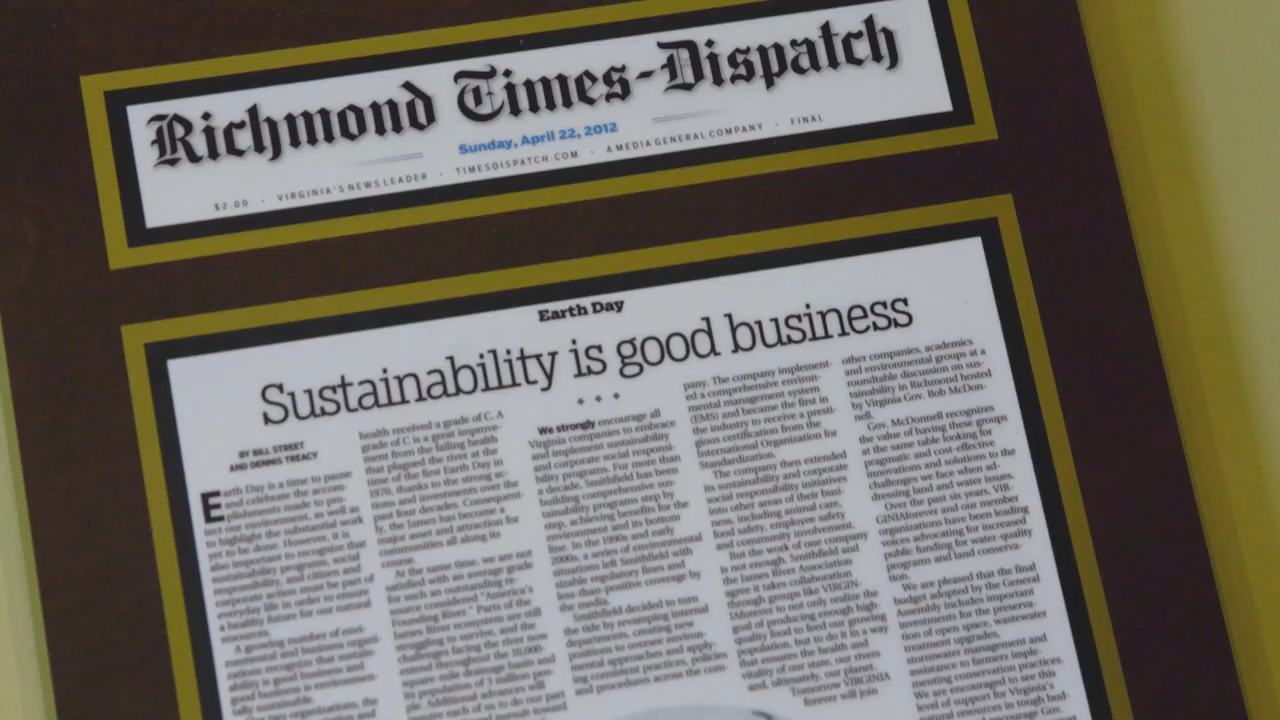 Richmond Times-Dispatch
Sunday, April 22, 2012
$2.00 · VIRGINIA'S NEWS LEADER · TIMESDISPATCH.COM · A MEDIA GENERAL COMPANY · FINAL
Earth Day
Sustainability is good business
BY BILL STREET
AND DENNIS TREACY
Earth Day is a time to pause
and celebrate the accom-
plishments made to pro-
tect our environment, as well as
to highlight the substantial work
yet to be done. However, it is
also important to recognize that
sustainability programs, social
responsibility, and citizen and
corporate action must be part of
everyday life in order to ensure
a healthy future for our natural
resources.
A growing number of envi-
ronmental and business organi-
zations recognize that sustain-
ability is good business and
good business is environmen-
tally sustainable.
organizations, the
health received a grade of C. A
grade of C is a great improve-
ment from the failing health
that plagued the river at the
time of the first Earth Day in
1970, thanks to the strong ac-
tions and investments over the
past four decades. Consequent-
ly, the James has become a
major asset and attraction for
communities all along its
course.
At the same time, we are not
satisfied with an average grade
for such an outstanding re-
source considered "America's
Founding River." Parts of the
James River ecosystem are still
struggling to survive, and the
challenges facing the river now
extend throughout the 10,000-
square-mile drainage basin and
its population of 3 million peo-
ple. Additional advances will
require each of us to do our part
pursuit toward
◆ ◆ ◆
We strongly encourage all
Virginia companies to embrace
and implement sustainability
and corporate social responsi-
bility programs. For more than
a decade, Smithfield has been
building comprehensive sus-
tainability programs step by
step, achieving benefits for the
environment and its bottom
line. In the 1990s and early
2000s, a series of environmental
situations left Smithfield with
sizable regulatory fines and
less-than-positive coverage by
the media.
Smithfield decided to turn
the tide by revamping internal
departments, creating new
positions to oversee environ-
mental approaches and apply-
ing consistent practices, policies
and procedures across the com-
pany. The company implement-
ed a comprehensive environ-
mental management system
(EMS) and became the first in
the industry to receive a presti-
gious certification from the
International Organization for
Standardization.
The company then extended
its sustainability and corporate
social responsibility initiatives
into other areas of their busi-
ness, including animal care,
food safety, employee safety
and community involvement.
But the work of one company
is not enough. Smithfield and
the James River Association
agree it takes collaboration
through groups like VIRGIN-
IAforever to not only realize the
goal of producing enough high-
quality food to feed our growing
population, but to do it in a way
that ensures the health and
vitality of our state, our rivers
and, ultimately, our planet.
Tomorrow VIRGINIA
forever will join
other companies, academics
and environmental groups at a
roundtable discussion on sus-
tainability in Richmond hosted
by Virginia Gov. Bob McDon-
nell.
Gov. McDonnell recognizes
the value of having these groups
at the same table looking for
pragmatic and cost-effective
innovations and solutions to the
challenges we face when ad-
dressing land and water issues.
Over the past six years, VIR-
GINIAforever and our member
organizations have been leading
voices advocating for increased
public funding for water-quality
programs and land conserva-
tion.
We are pleased that the final
budget adopted by the General
Assembly includes important
investments for the preserva-
tion of open space, wastewater
treatment upgrades,
stormwater management and
assistance to farmers imple-
menting conservation practices.
We are encouraged to see this
level of support for Virginia's
natural resources in tough bud-
encourage Gov.